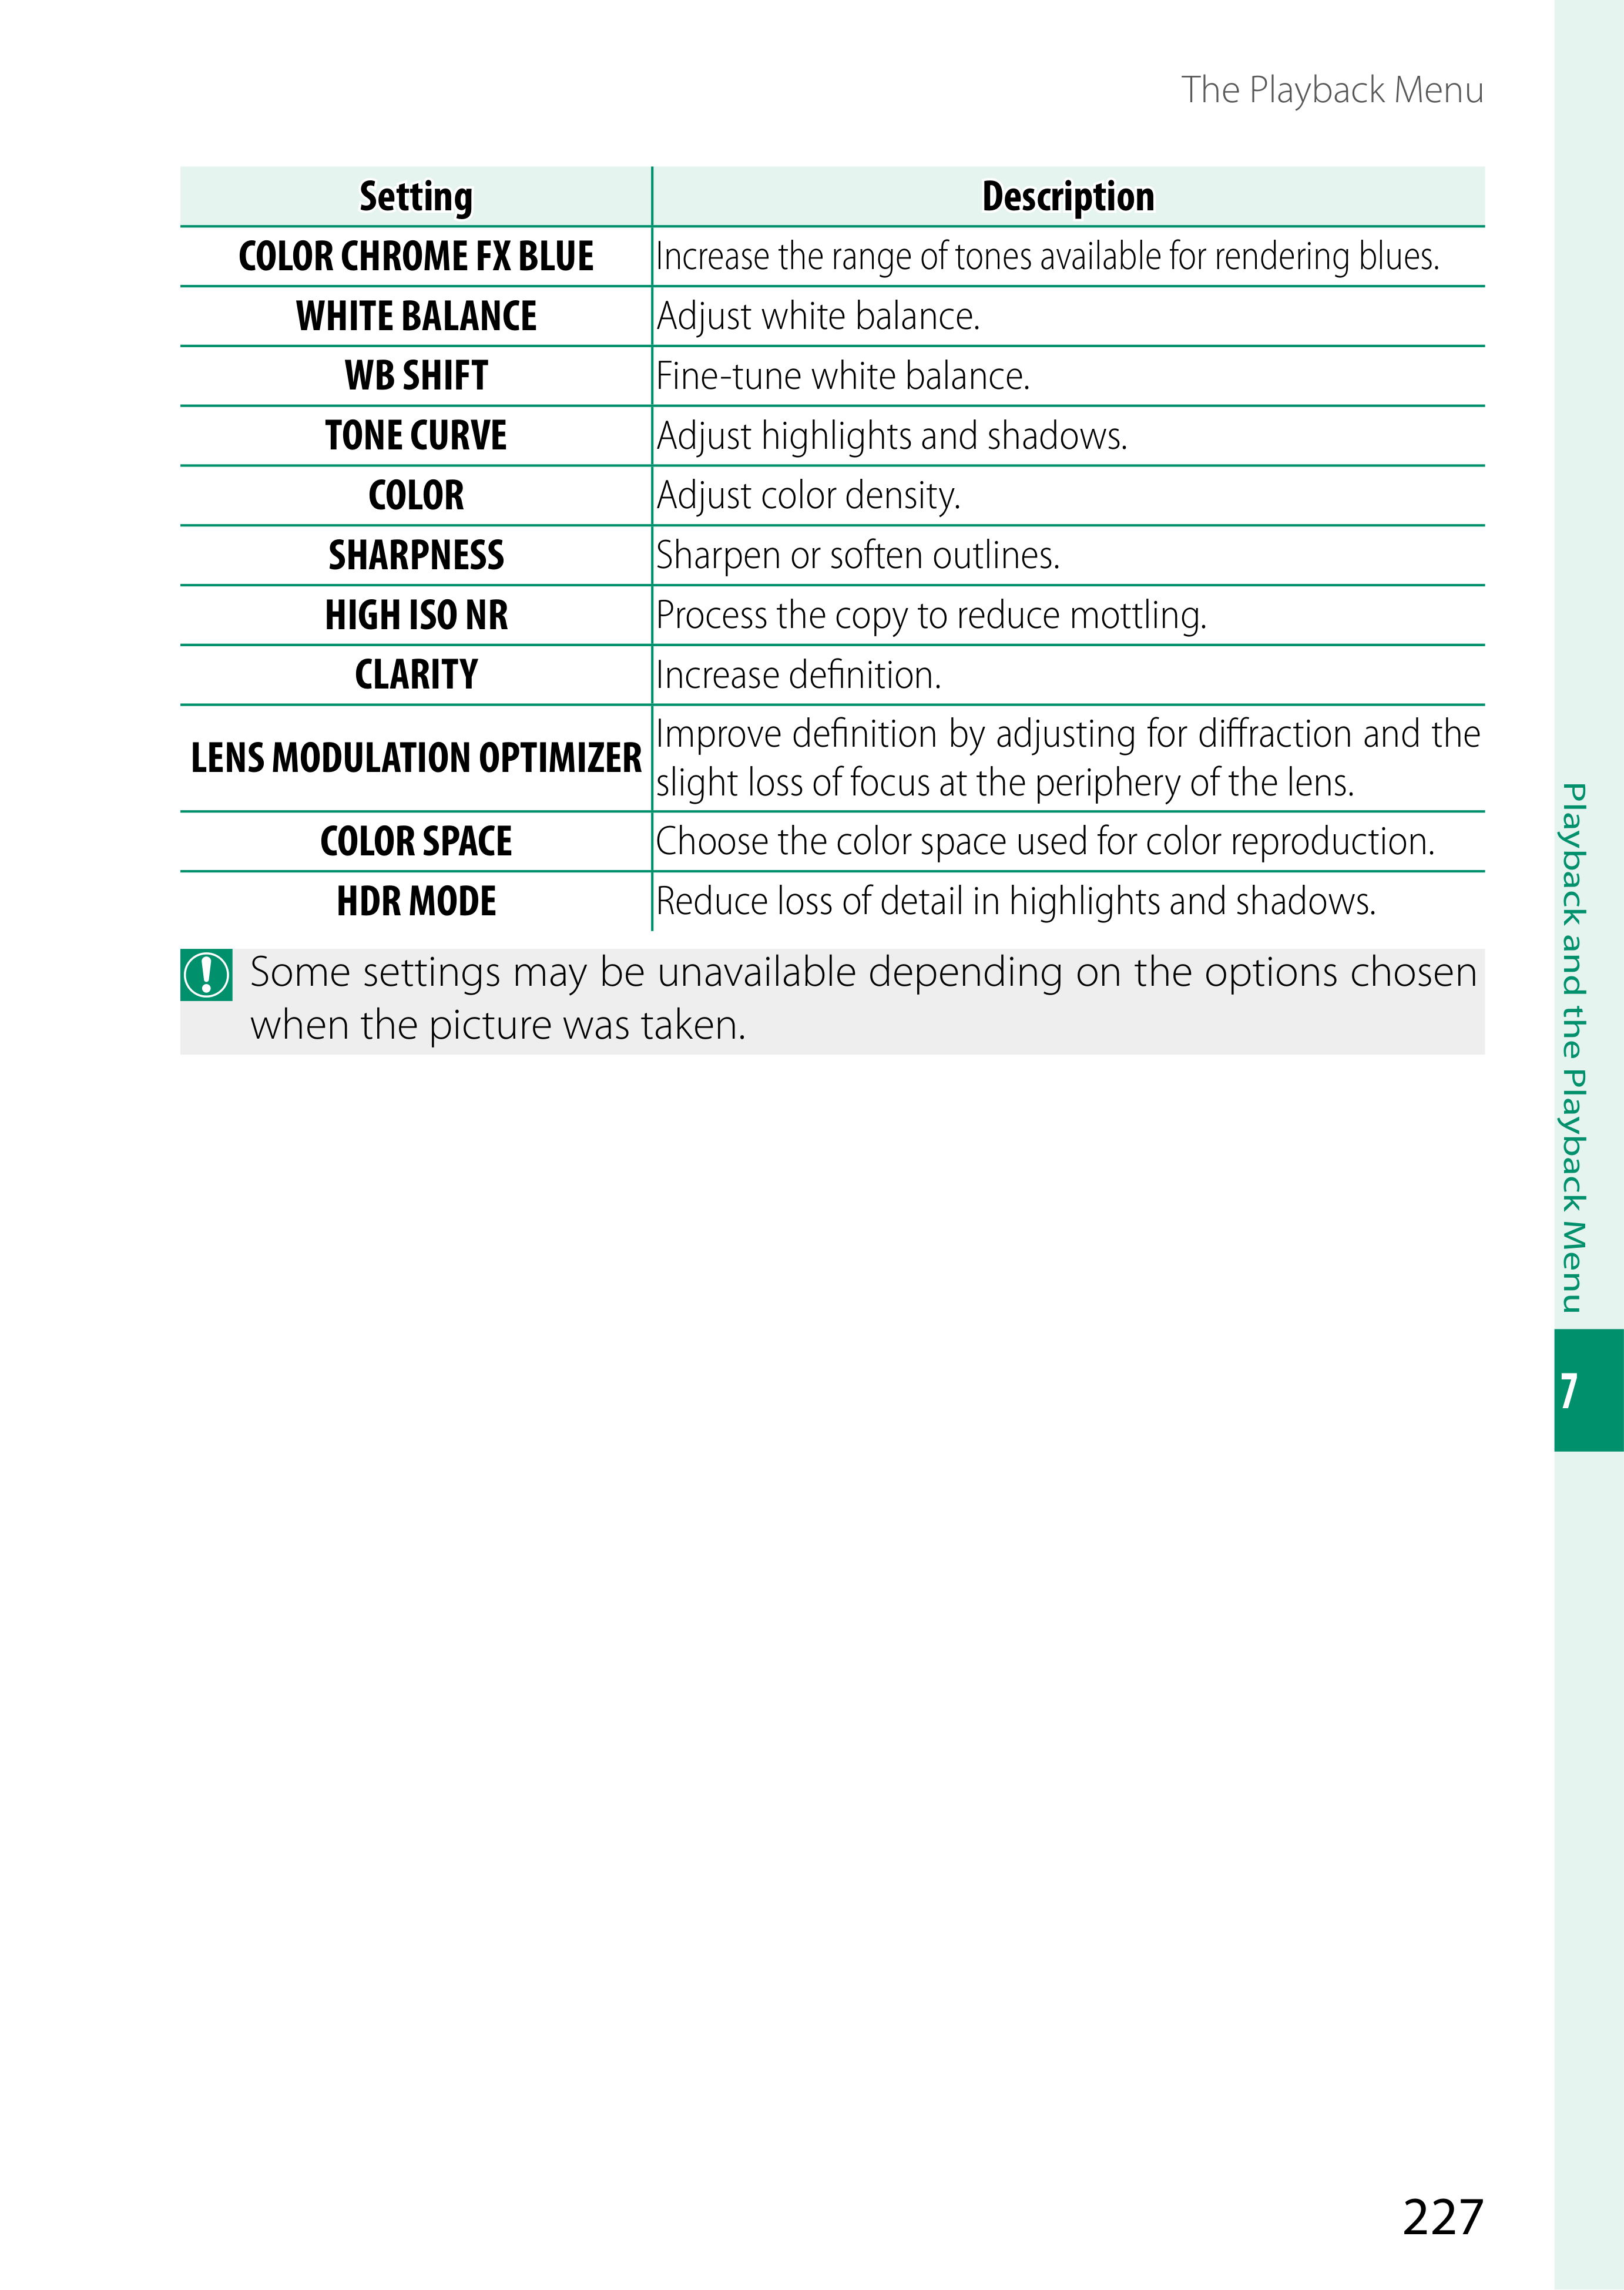 The Playback Menu
Setting Description
COLOR CHROME FX BLUE Increase the range of tones available for rendering blues.
WHITE BALANCE Adjust white balance.
WB SHIFT Fine-tune white balance.
TONE CURVE Adjust highlights and shadows.
COLOR Adjust color density.
SHARPNESS Sharpen or soften outlines.
HIGH ISO NR Process the copy to reduce mottling.
CLARITY Increase definition.
LENS MODULATION OPTIMIZER Improve definition by adjusting for diffraction and the
slight loss of focus at the periphery of the lens.
COLOR SPACE Choose the color space used for color reproduction.
HDR MODE Reduce loss of detail in highlights and shadows.
Some settings may be unavailable depending on the options chosen
when the picture was taken.
Playback and the Playback Menu
7
227